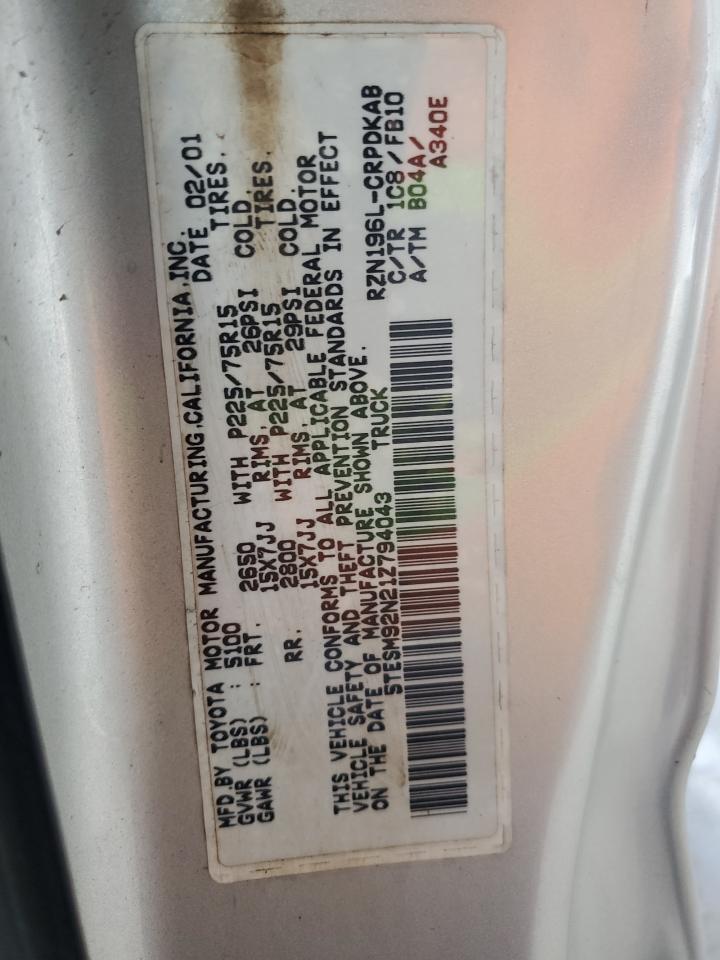 MFD.BY TOYOTA MOTOR MANUFACTURING,CALIFORNIA,INC.
GVWR (LBS) : 5100 DATE 02/01
GAWR (LBS) : FRT. 2650 WITH P225/75R15 TIRES.
15X7JJ RIMS, AT 26PSI COLD.
RR. 2800 WITH P225/75R15 TIRES.
15X7JJ RIMS, AT 29PSI COLD.
THIS VEHICLE CONFORMS TO ALL APPLICABLE FEDERAL MOTOR
VEHICLE SAFETY AND THEFT PREVENTION STANDARDS IN EFFECT
ON THE DATE OF MANUFACTURE SHOWN ABOVE.
5TESM92N21Z794043 TRUCK
RZN196L-CRPDKAB
C/TR 1C8/FB10
A/TM B04A/
A340E